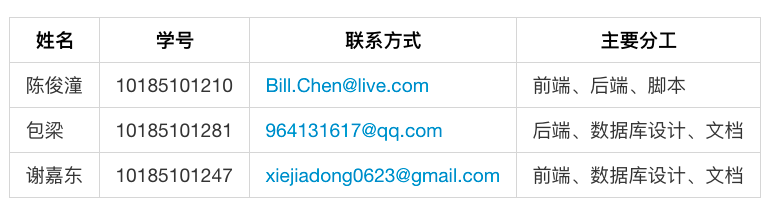 姓名 学号 联系方式 主要分工
陈俊潼 10185101210 Bill.Chen@live.com 前端、后端、脚本
包梁 10185101281 964131617@qq.com 后端、数据库设计、文档
谢嘉东 10185101247 xiejiadong0623@gmail.com 前端、数据库设计、文档